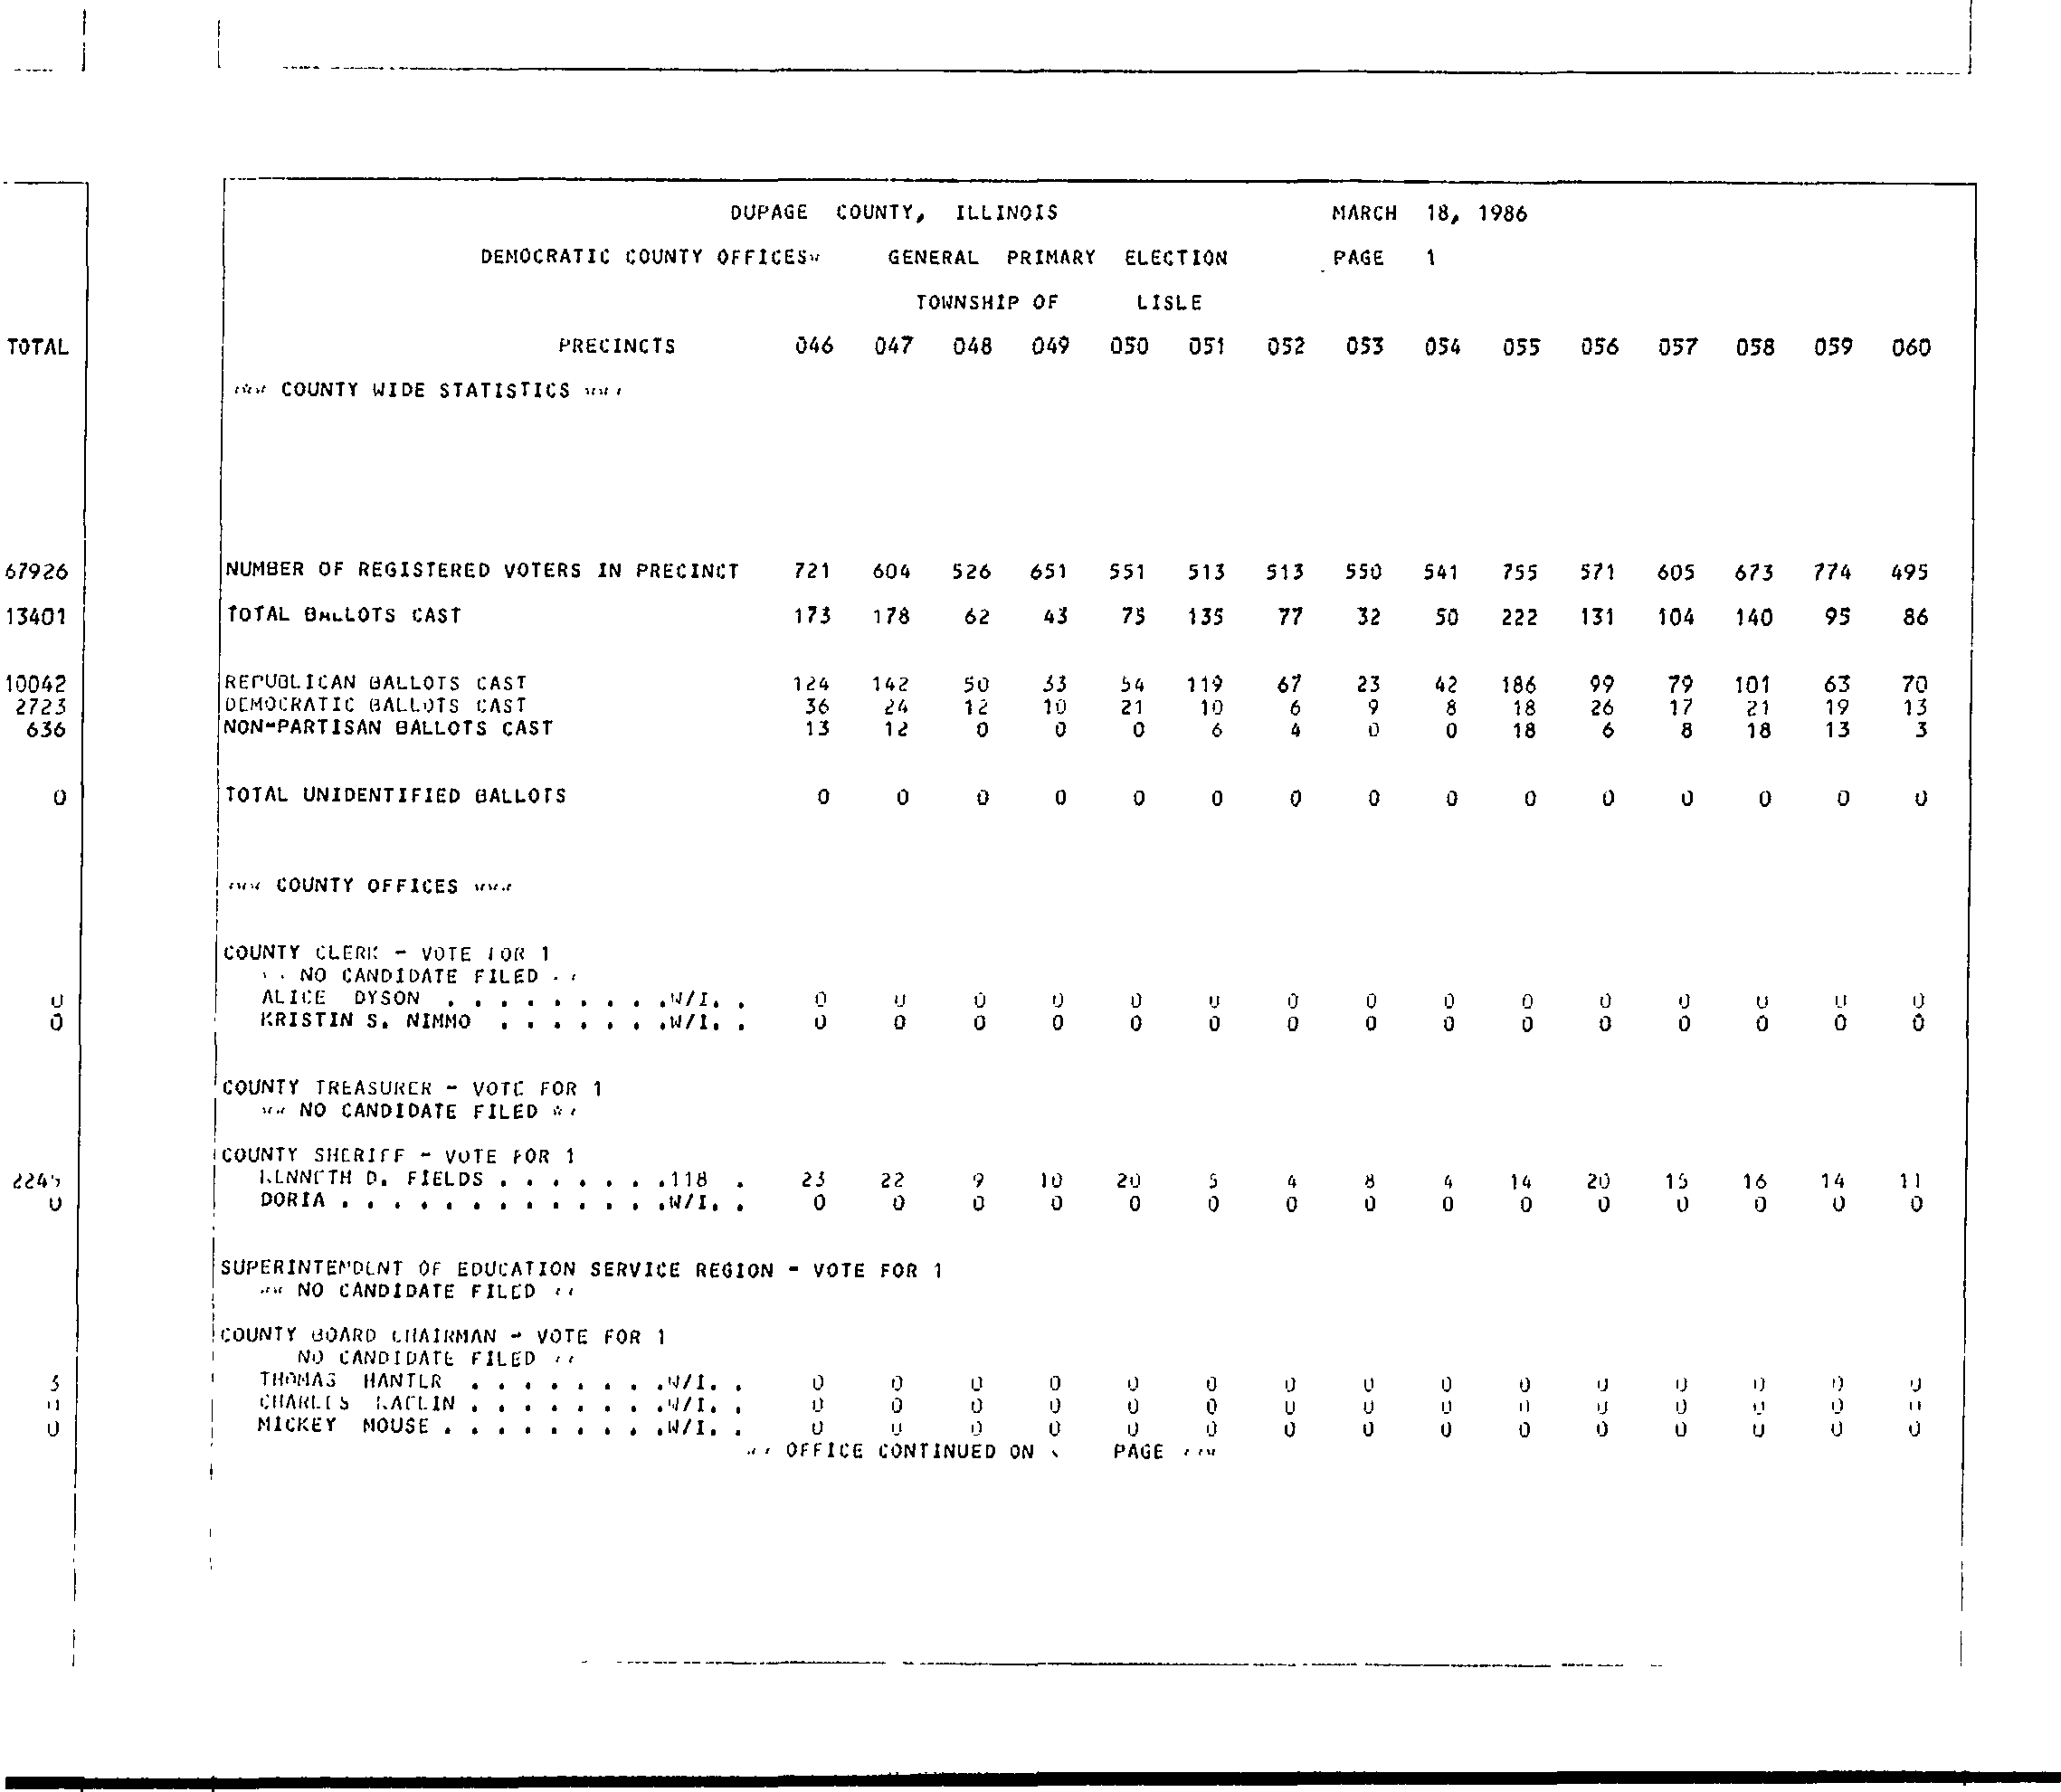 TOTAL
67926
13401
10042
2723
636
0
0
0
0
3
0
0
DUPAGE COUNTY, ILLINOIS MARCH 18, 1986
DEMOCRATIC COUNTY OFFICES* GENERAL PRIMARY ELECTION PAGE 1
TOWNSHIP OF LISLE
PRECINCTS 046 047 048 049 050 051 052 053 054 055 056 057 058 059 060
*** COUNTY WIDE STATISTICS ***
NUMBER OF REGISTERED VOTERS IN PRECINCT 721 604 526 651 551 513 513 550 541 755 571 605 673 774 495
TOTAL BALLOTS CAST 173 178 62 43 75 135 77 32 50 222 131 104 140 95 86
REPUBLICAN BALLOTS CAST 124 142 50 33 54 119 67 23 42 186 99 79 101 63 70
DEMOCRATIC BALLOTS CAST 36 24 12 10 21 10 6 9 8 18 26 17 21 19 13
NON-PARTISAN BALLOTS CAST 13 12 0 0 0 6 4 0 0 18 6 8 18 13 3
TOTAL UNIDENTIFIED BALLOTS 0 0 0 0 0 0 0 0 0 0 0 0 0 0 0
*** COUNTY OFFICES ***
COUNTY CLERK - VOTE FOR 1
** NO CANDIDATE FILED **
ALICE DYSON . . . . . . . . .W/I. . 0 0 0 0 0 0 0 0 0 0 0 0 0 0 0
KRISTIN S. NIMMO . . . . . . .W/I. . 0 0 0 0 0 0 0 0 0 0 0 0 0 0 0
COUNTY TREASURER - VOTE FOR 1
** NO CANDIDATE FILED **
COUNTY SHERIFF - VOTE FOR 1
KENNETH D. FIELDS . . . . . . .118 . 23 22 9 10 20 5 4 8 4 14 20 15 16 14 11
DORIA . . . . . . . . . . . . .W/I. . 0 0 0 0 0 0 0 0 0 0 0 0 0 0 0
SUPERINTENDENT OF EDUCATION SERVICE REGION - VOTE FOR 1
** NO CANDIDATE FILED **
COUNTY BOARD CHAIRMAN - VOTE FOR 1
NO CANDIDATE FILED **
THOMAS . . . . . . . .W/I. . 0 0 0 0 0 0 0 0 0 0 0 0 0 0 0
CHARLES . . . . . . . .W/I. . 0 0 0 0 0 0 0 0 0 0 0 0 0 0 0
MICKEY MOUSE . . . . . . . . .W/I. . 0 0 0 0 0 0 0 0 0 0 0 0 0 0 0
** OFFICE CONTINUED ON PAGE ***